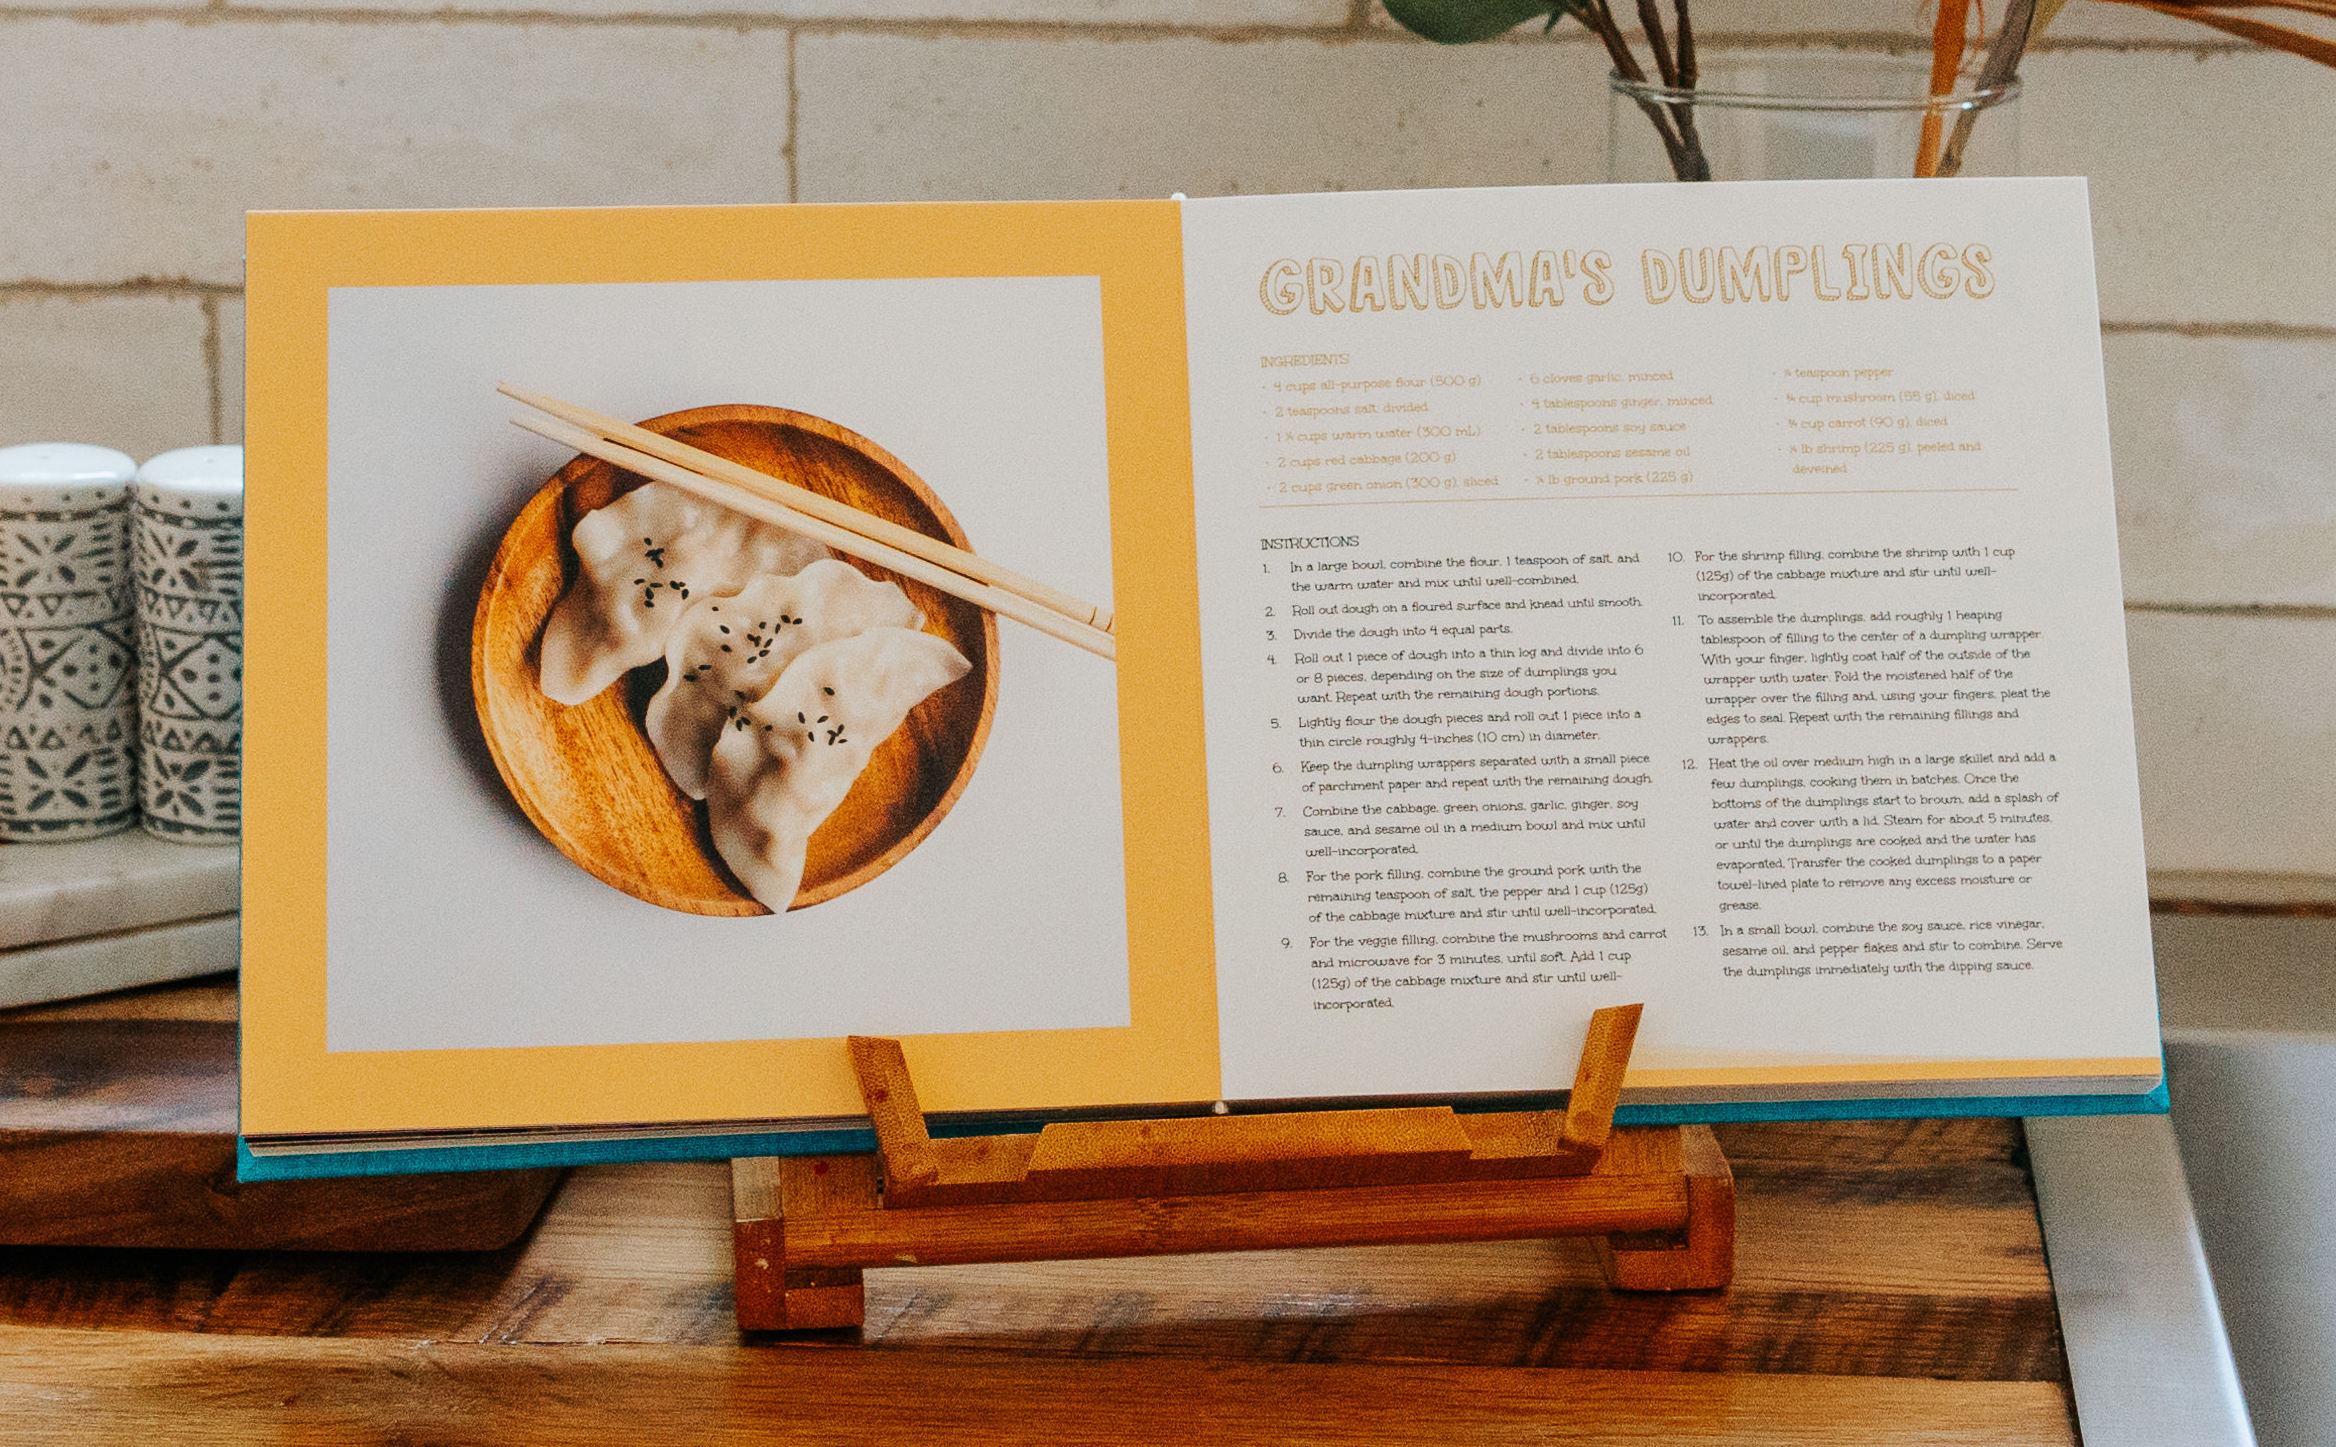 GRANDMA'S DUMPLINGS
INGREDIENTS
• 4 cups all-purpose flour (500 g)
• 2 teaspoons salt, divided
• 1 ¼ cups warm water (300 mL)
• 2 cups red cabbage (200 g)
• 2 cups green onion (300 g), sliced
• 6 cloves garlic, minced
• 4 tablespoons ginger, minced
• 2 tablespoons soy sauce
• 2 tablespoons sesame oil
• lb ground pork (225 g)
• teaspoon pepper
• cup mushroom (55 g), diced
• cup carrot (90 g), diced
• lb shrimp (225 g), peeled and
deveined
INSTRUCTIONS
1. In a large bowl, combine the flour, 1 teaspoon of salt, and
the warm water and mix until well-combined.
2. Roll out dough on a floured surface and knead until smooth.
3. Divide the dough into 4 equal parts.
4. Roll out 1 piece of dough into a thin log and divide into 6
or 8 pieces, depending on the size of dumplings you
want. Repeat with the remaining dough portions.
5. Lightly flour the dough pieces and roll out 1 piece into a
thin circle roughly 4-inches (10 cm) in diameter.
6. Keep the dumpling wrappers separated with a small piece
of parchment paper and repeat with the remaining dough.
7. Combine the cabbage, green onions, garlic, ginger, soy
sauce, and sesame oil in a medium bowl and mix until
well-incorporated.
8. For the pork filling, combine the ground pork with the
remaining teaspoon of salt, the pepper and 1 cup (125g)
of the cabbage mixture and stir until well-incorporated.
9. For the veggie filling, combine the mushrooms and carrot
and microwave for 3 minutes, until soft. Add 1 cup
(125g) of the cabbage mixture and stir until well-
incorporated.
10. For the shrimp filling, combine the shrimp with 1 cup
(125g) of the cabbage mixture and stir until well-
incorporated.
11. To assemble the dumplings, add roughly 1 heaping
tablespoon of filling to the center of a dumpling wrapper.
With your finger, lightly coat half of the outside of the
wrapper with water. Fold the moistened half of the
wrapper over the filling and, using your fingers, pleat the
edges to seal. Repeat with the remaining fillings and
wrappers.
12. Heat the oil over medium high in a large skillet and add a
few dumplings, cooking them in batches. Once the
bottoms of the dumplings start to brown, add a splash of
water and cover with a lid. Steam for about 5 minutes,
or until the dumplings are cooked and the water has
evaporated. Transfer the cooked dumplings to a paper
towel-lined plate to remove any excess moisture or
grease.
13. In a small bowl, combine the soy sauce, rice vinegar,
sesame oil, and pepper flakes and stir to combine. Serve
the dumplings immediately with the dipping sauce.